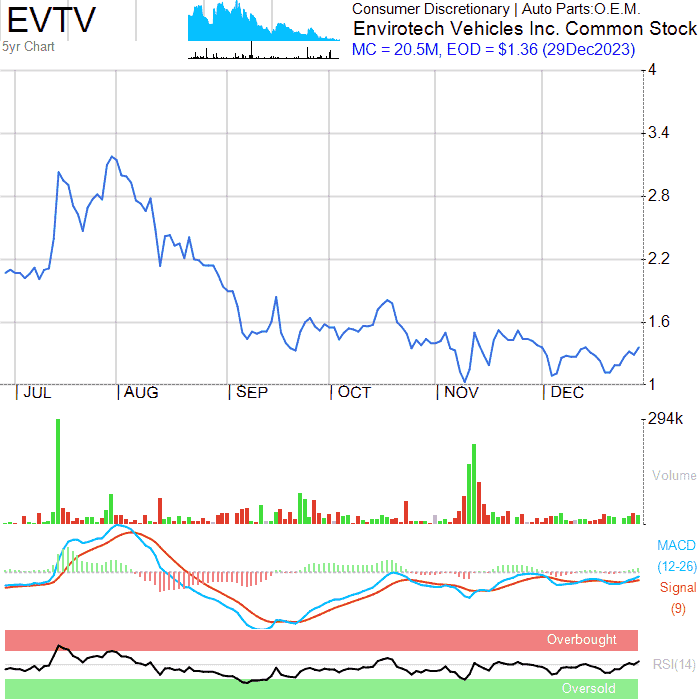 EVTV
5yr Chart
Consumer Discretionary | Auto Parts:O.E.M.
Envirotech Vehicles Inc. Common Stock
MC = 20.5M, EOD = $1.36 (29Dec2023)
4
3.4
2.8
2.2
1.6
1
JUL AUG SEP OCT NOV DEC
294k
Volume
MACD
(12-26)
Signal
(9)
Overbought
RSI(14)
Oversold